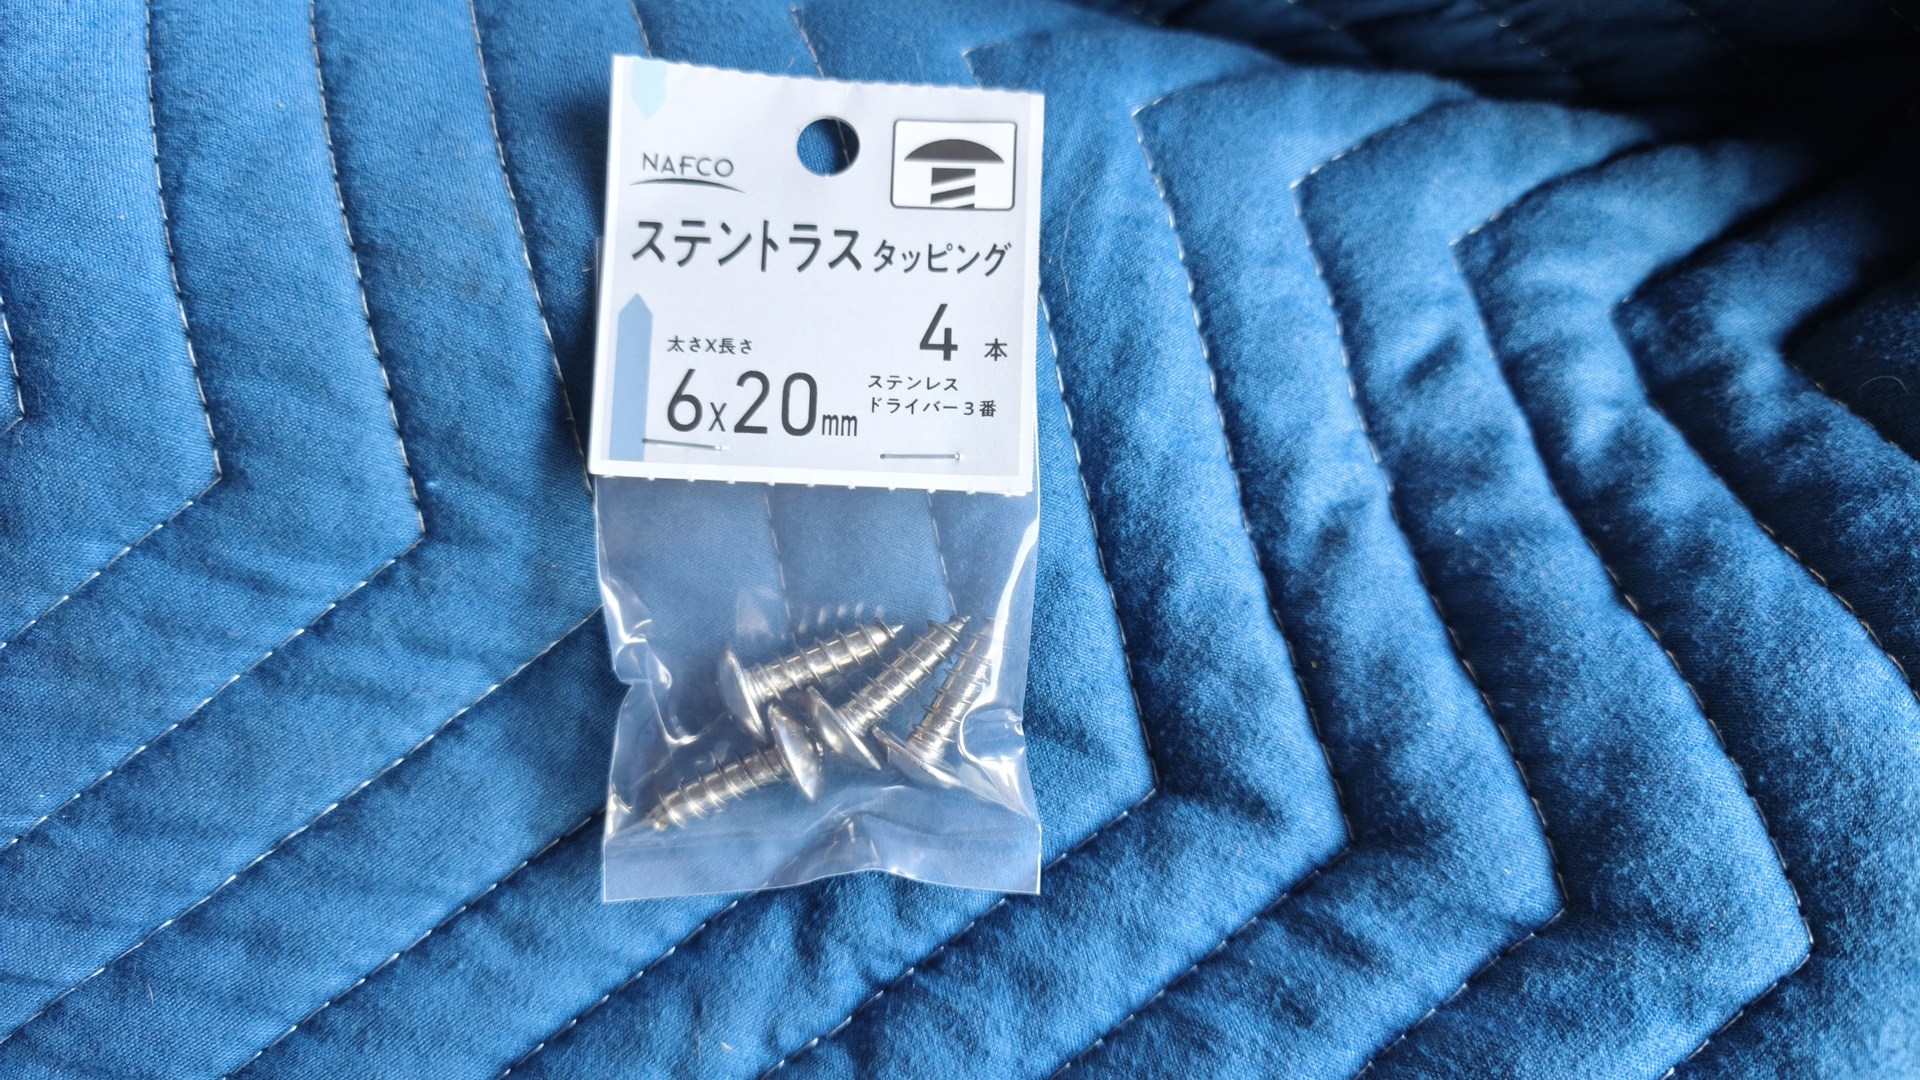 NAFCO
ステントラスタッピング
4 本
太さX長さ
6x20mm
ステンレス
ドライバー3番